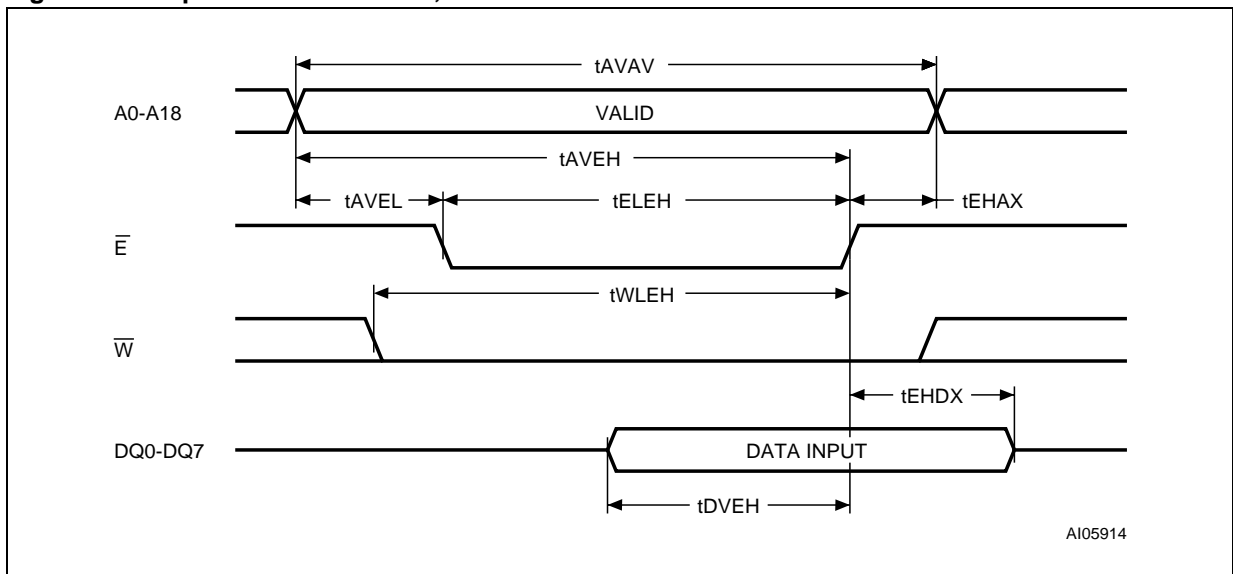 tAVAV
A0-A18
VALID
tAVEH
tAVEL
tELEH
tEHAX
E
tWLEH
W
tEHDX
DQ0-DQ7
DATA INPUT
tDVEH
AI05914